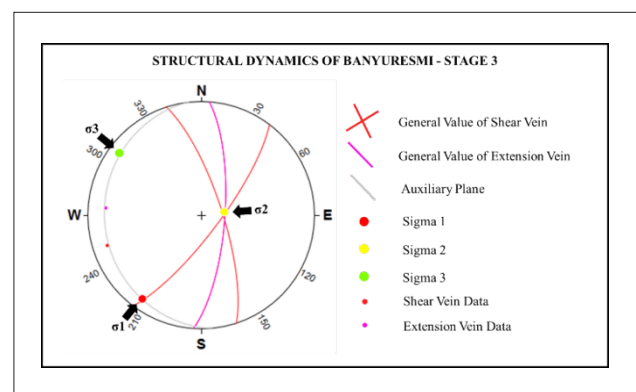 STRUCTURAL DYNAMICS OF BANYURESMI - STAGE 3
N
330
30
σ3
300
60
General Value of Shear Vein
General Value of Extension Vein
Auxiliary Plane
W
E
σ2
Sigma 1
Sigma 2
Sigma 3
240
120
Shear Vein Data
σ1
210
150
S
Extension Vein Data